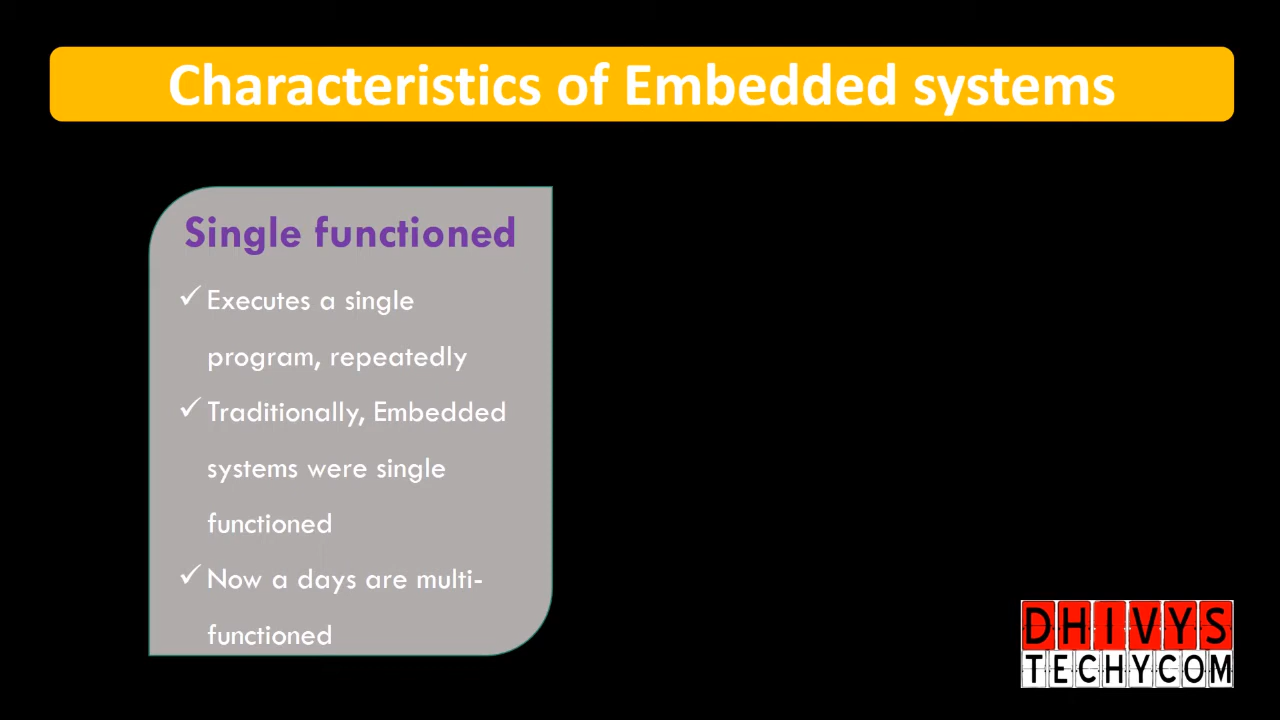 Characteristics of Embedded systems
Single functioned
✓ Executes a single
program, repeatedly
✓ Traditionally, Embedded
systems were single
functioned
✓ Now a days are multi-
functioned
DHIVYS
TECHYCOM